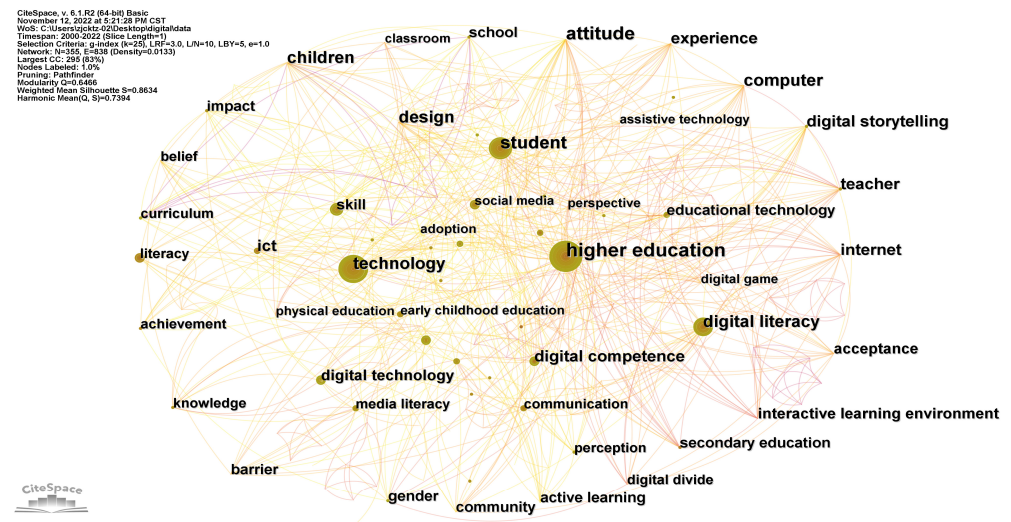 CiteSpace, v. 6.1.R2 (64-bit) Basic
November 12, 2022 at 5:21:28 PM CST
WoS: C:\Users\zjcktz-02\Desktop\digital\data
Timespan: 2000-2022 (Slice Length=1)
Selection Criteria: g-index (k=25), LRF=3.0, L/N=10, LBY=5, e=1.0
Network: N=355, E=838 (Density=0.0133)
Largest CC: 295 (83%)
Nodes Labeled: 1.0%
Pruning: Pathfinder
Modularity Q=0.6466
Weighted Mean Silhouette S=0.8634
Harmonic Mean(Q, S)=0.7394
classroom
school
attitude
experience
children
computer
impact
design
assistive technology
digital storytelling
student
belief
teacher
skill
social media
perspective
educational technology
curriculum
adoption
ict
literacy
higher education
internet
technology
digital game
physical education
early childhood education
achievement
digital literacy
acceptance
digital competence
digital technology
knowledge
media literacy
communication
interactive learning environment
perception
secondary education
barrier
digital divide
gender
community
active learning
CiteSpace